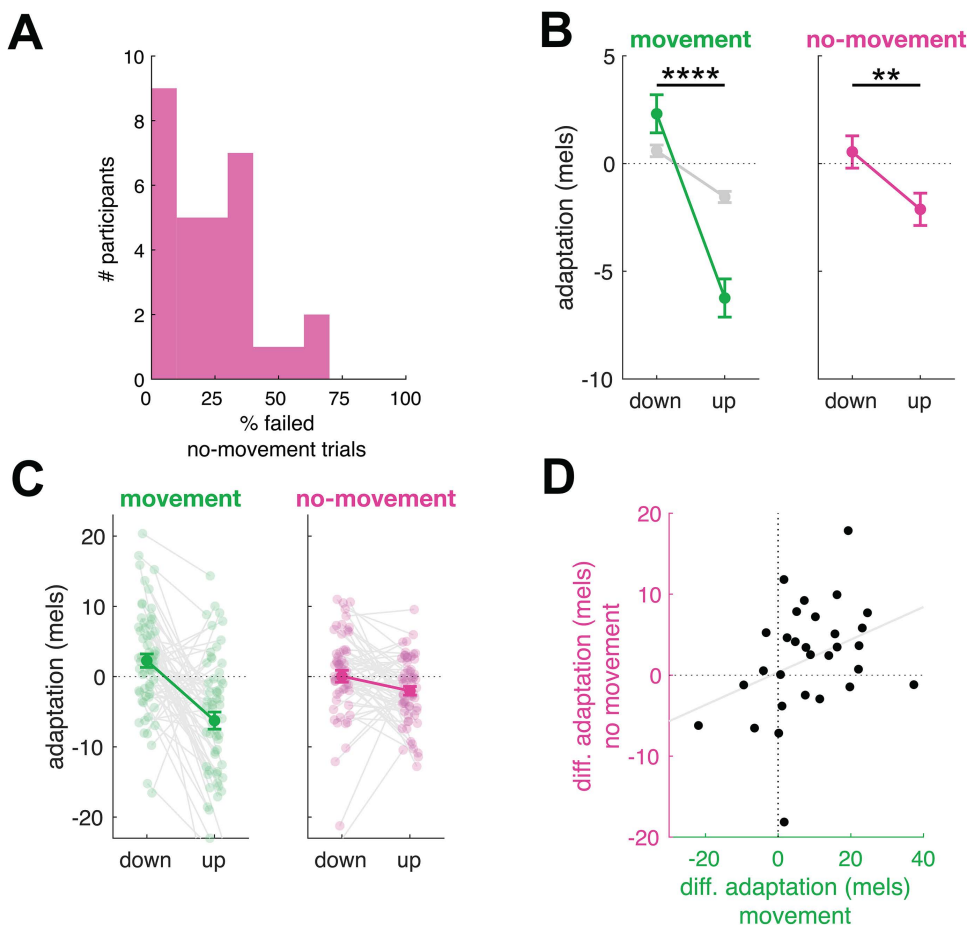 A
10
8
6
4
2
0
# participants
0
25
50
75
100
% failed
no-movement trials
B
movement
no-movement
****
**
5
0
-5
-10
adaptation (mels)
down
up
down
up
C
movement
no-movement
20
10
0
-10
-20
adaptation (mels)
down
up
down
up
D
20
10
0
-10
-20
diff. adaptation (mels)
no movement
-20
0
20
40
diff. adaptation (mels)
movement